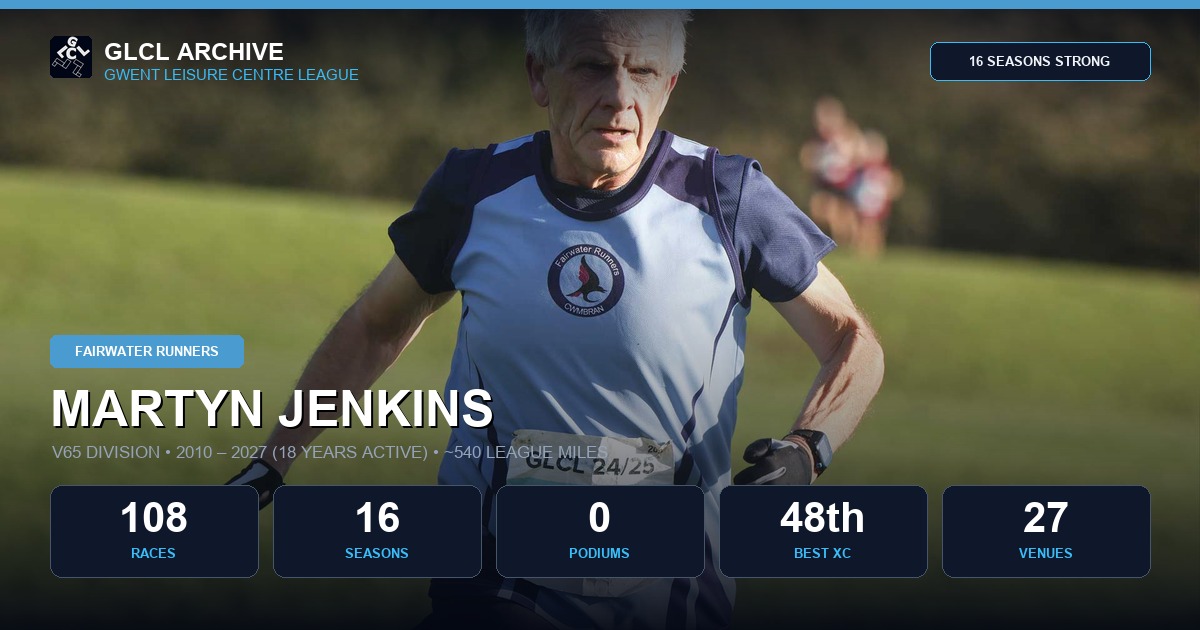 GLCL ARCHIVE
GWENT LEISURE CENTRE LEAGUE
16 SEASONS STRONG
Fairwater Runners
CWMBRAN
FAIRWATER RUNNERS
MARTYN JENKINS
V65 DIVISION • 2010 – 2027 (18 YEARS ACTIVE) • ~540 LEAGUE MILES
GLCL 24/25
108
RACES
16
SEASONS
0
PODIUMS
48th
BEST XC
27
VENUES